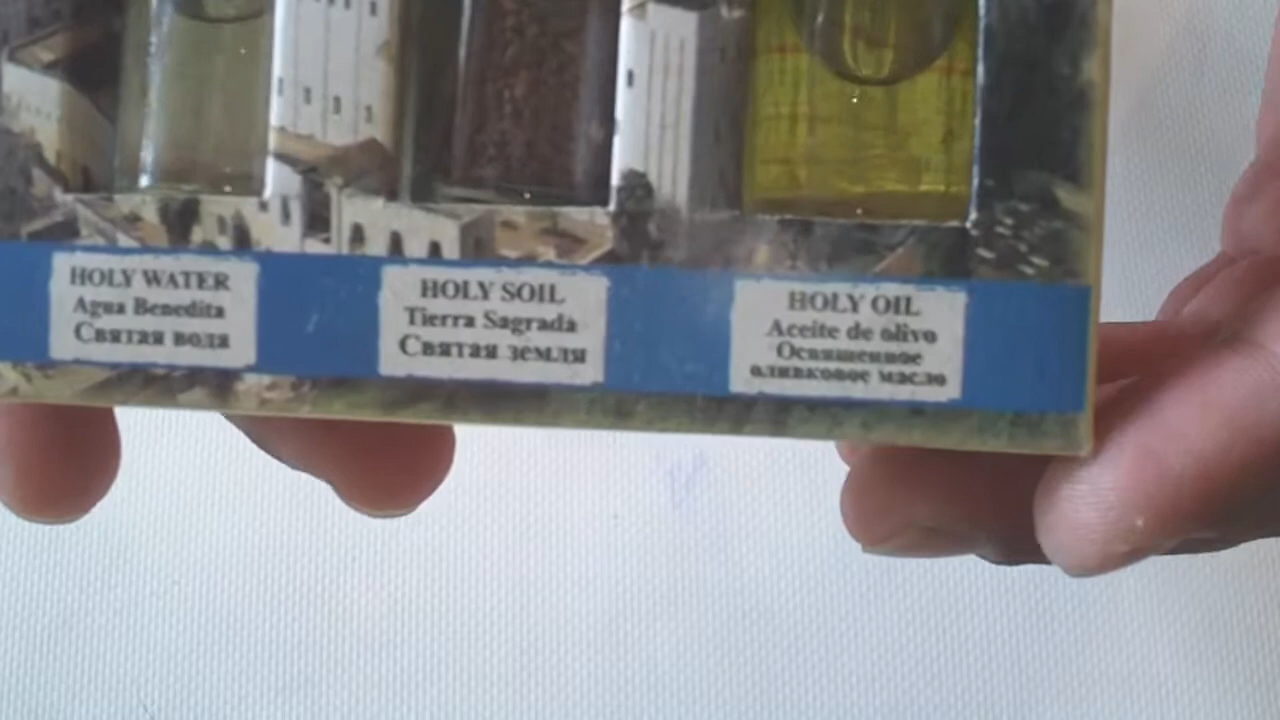 HOLY WATER
Agua Benedita
Святая вода
HOLY SOIL
Tierra Sagrada
Святая земля
HOLY OIL
Aceite de olivo
Освященное
оливковое масло